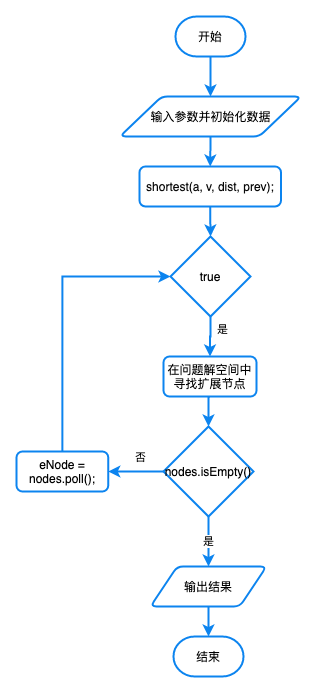 开始
输入参数并初始化数据
shortest(a, v, dist, prev);
true
是
在问题解空间中
寻找扩展节点
否
eNode =
nodes.poll();
nodes.isEmpty()
是
输出结果
结束